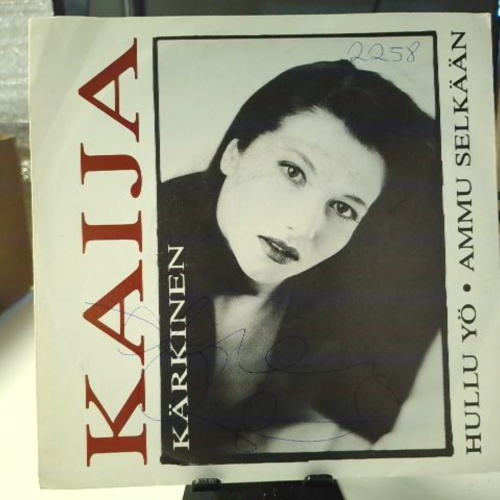 2258
KAIJA
KÄRKINEN
HULLU YÖ • AMMU SELKÄÄN